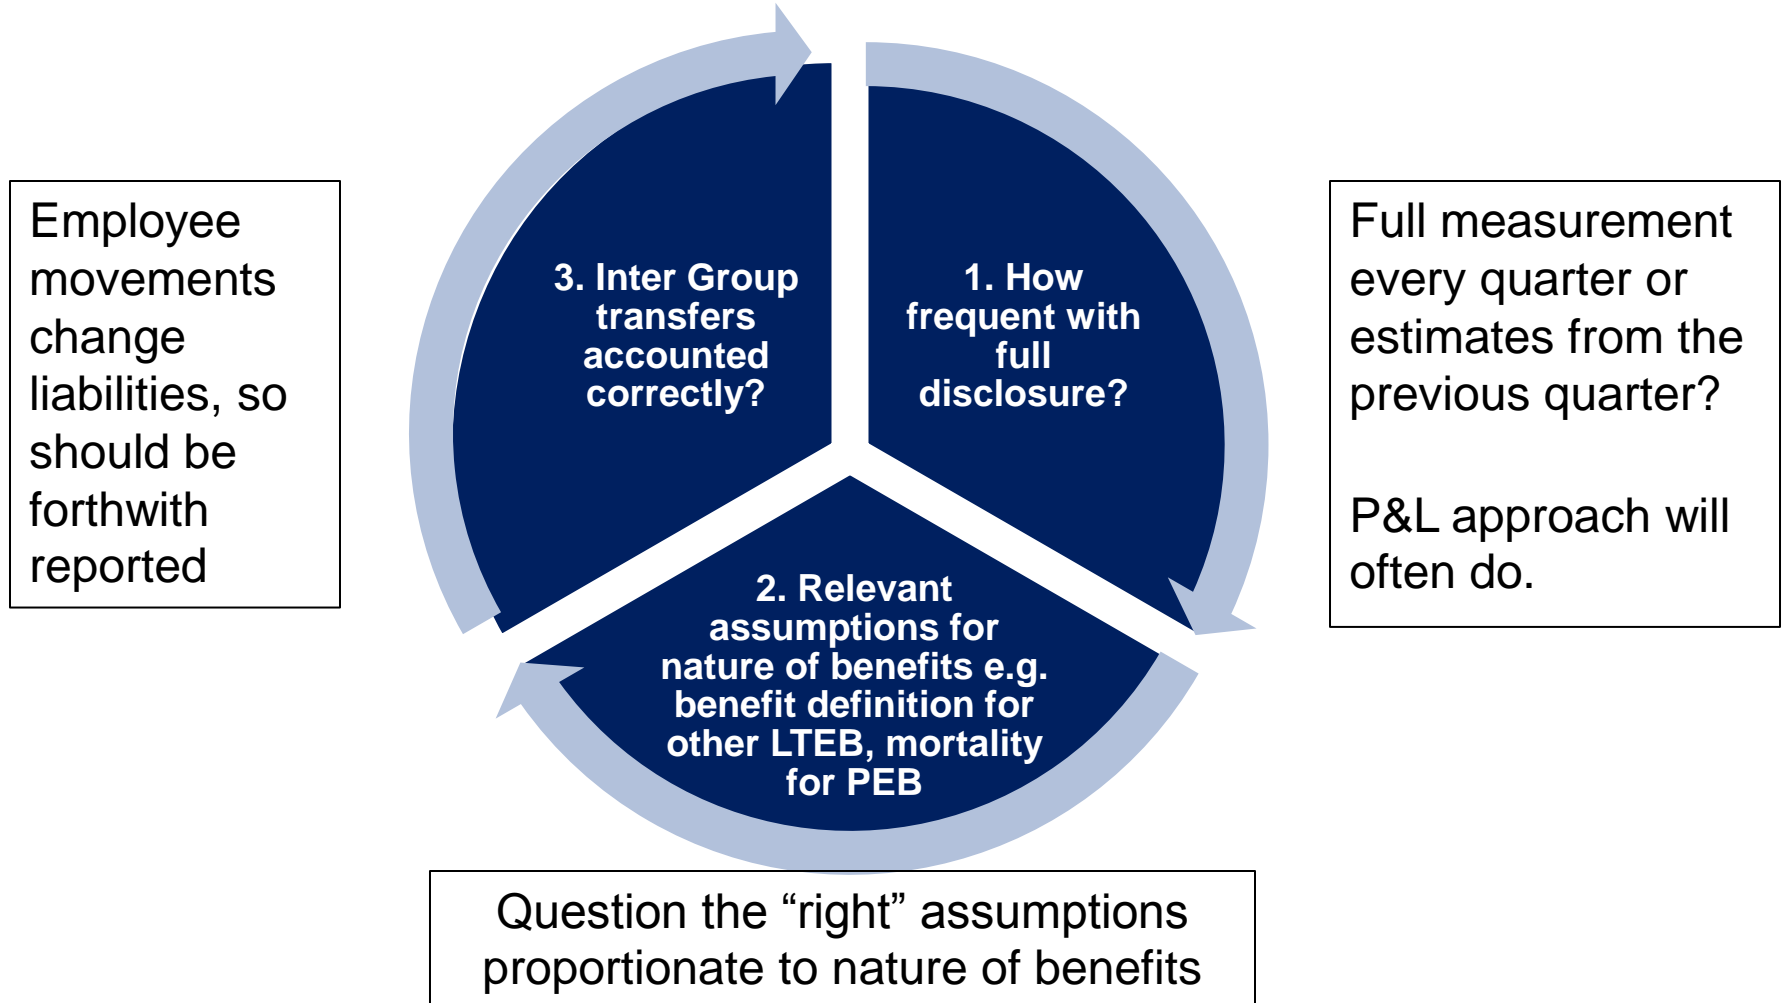 Employee
movements
change
liabilities, so
should be
forthwith
reported
3. Inter Group
transfers
accounted
correctly?
1. How
frequent with
full
disclosure?
Full measurement
every quarter or
estimates from the
previous quarter?
P&L approach will
often do.
2. Relevant
assumptions for
nature of benefits e.g.
benefit definition for
other LTEB, mortality
for PEB
Question the “right” assumptions
proportionate to nature of benefits